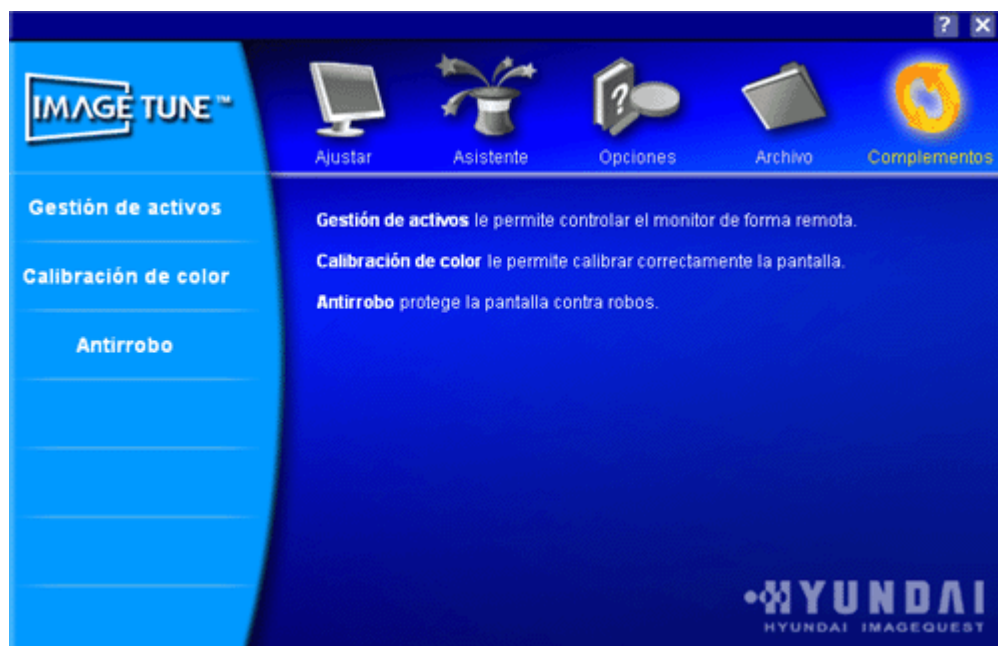 ?
IMAGE TUNE ™
Ajustar
Asistente
Opciones
?
Archivo
Complementos
Gestión de activos
Calibración de color
Antirrobo
Gestión de activos le permite controlar el monitor de forma remota.
Calibración de color le permite calibrar correctamente la pantalla.
Antirrobo protege la pantalla contra robos.
HYUNDAI
HYUNDAI IMAGEQUEST